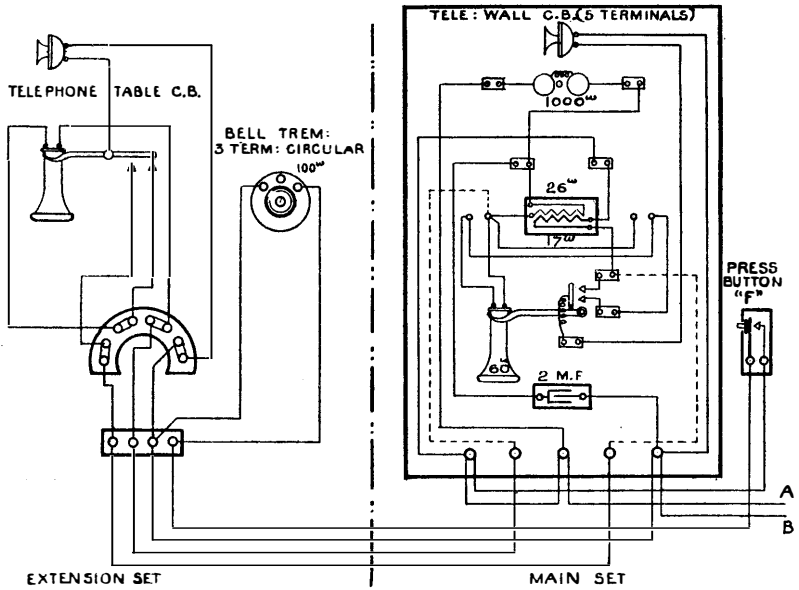 TELE: WALL C.B.(5 TERMINALS)
TELEPHONE TABLE C.B.
1000ω
BELL TREM:
3 TERM: CIRCULAR
100ω
26ω
17ω
PRESS
BUTTON
"F"
60ω
2 M.F
A
B
EXTENSION SET
MAIN SET